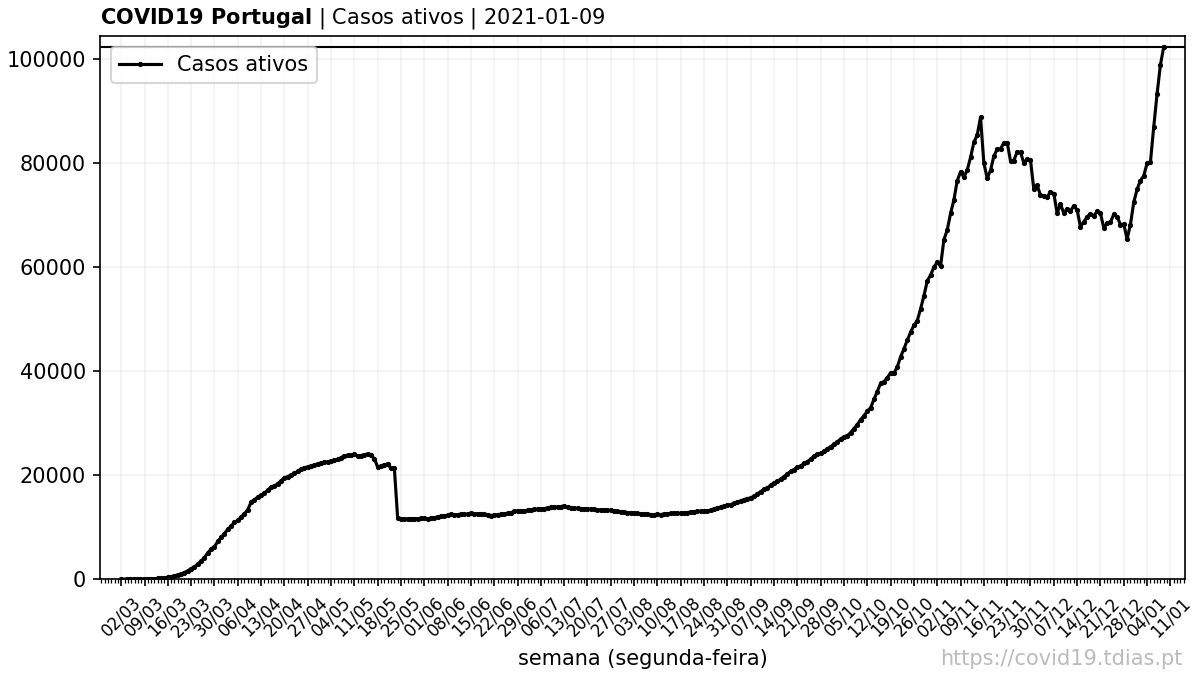 COVID19 Portugal | Casos ativos | 2021-01-09
Casos ativos
100000
80000
60000
40000
20000
0
02/03 09/03 16/03 23/03 30/03 06/04 13/04 20/04 27/04 04/05 11/05 18/05 25/05 01/06 08/06 15/06 22/06 29/06 06/07 13/07 20/07 27/07 03/08 10/08 17/08 24/08 31/08 07/09 14/09 21/09 28/09 05/10 12/10 19/10 26/10 02/11 09/11 16/11 23/11 30/11 07/12 14/12 21/12 28/12 04/01 11/01
semana (segunda-feira)
https://covid19.tdias.pt